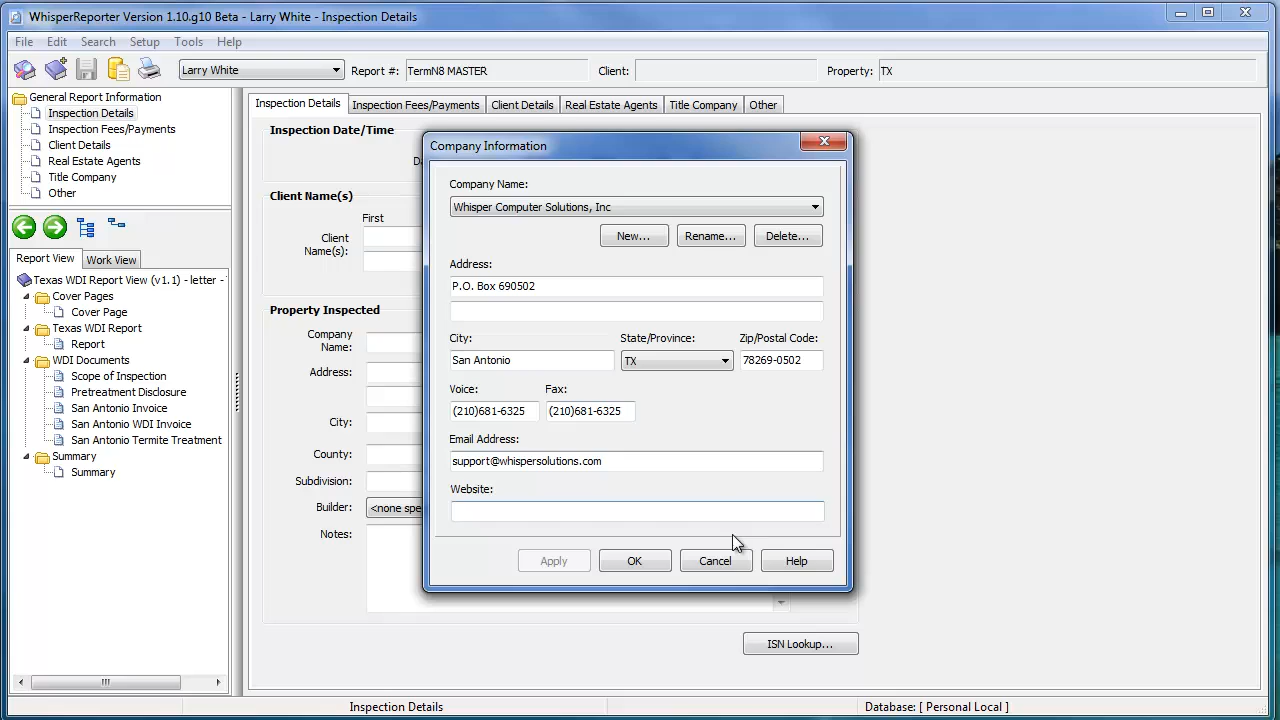 WhisperReporter Version 1.10.g10 Beta - Larry White - Inspection Details
File Edit Search Setup Tools Help
Larry White Report #: TermN8 MASTER Client: Property: TX
General Report Information
Inspection Details
Inspection Fees/Payments
Client Details
Real Estate Agents
Title Company
Other
Report View Work View
Texas WDI Report View (v1.1) - letter -
Cover Pages
Cover Page
Texas WDI Report
Report
WDI Documents
Scope of Inspection
Pretreatment Disclosure
San Antonio Invoice
San Antonio WDI Invoice
San Antonio Termite Treatment
Summary
Summary
Inspection Details Inspection Fees/Payments Client Details Real Estate Agents Title Company Other
Inspection Date/Time
Client Name(s)
First
Client
Name(s):
Property Inspected
Company
Name:
Address:
City:
County:
Subdivision:
Builder: <none spe
Notes:
Company Information
Company Name:
Whisper Computer Solutions, Inc
New... Rename... Delete...
Address:
P.O. Box 690502
City: State/Province: Zip/Postal Code:
San Antonio TX 78269-0502
Voice: Fax:
(210)681-6325 (210)681-6325
Email Address:
support@whispersolutions.com
Website:
Apply OK Cancel Help
ISN Lookup...
Inspection Details Database: [ Personal Local ]